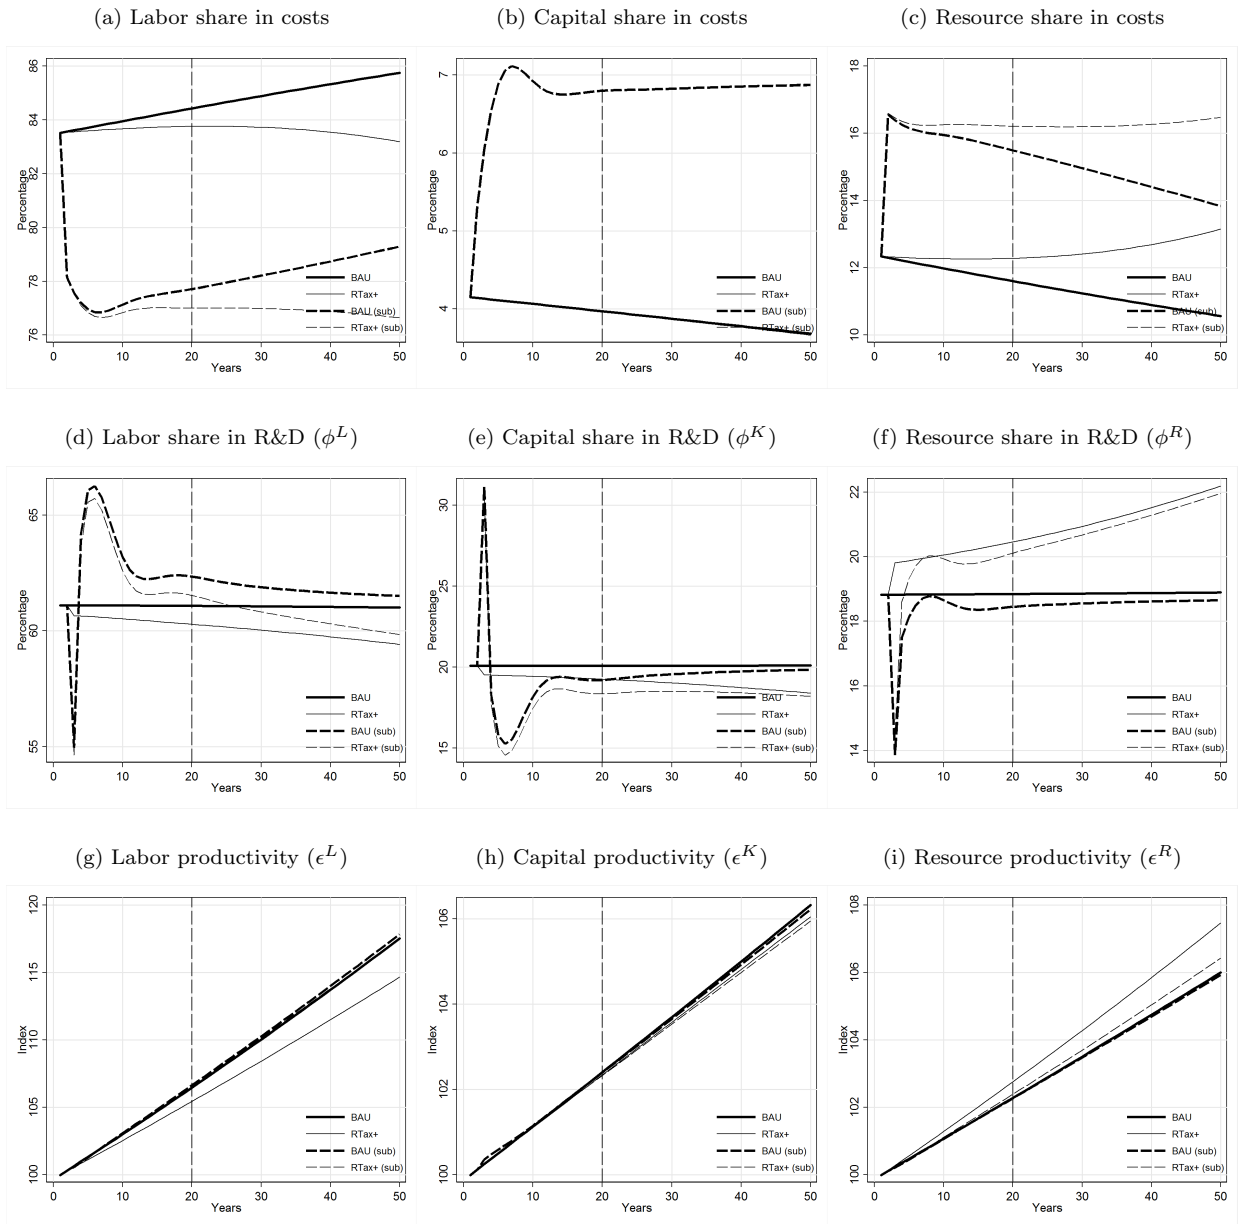 (a) Labor share in costs
(b) Capital share in costs
(c) Resource share in costs
Percentage
76 78 80 82 84 86
0 10 20 30 40 50
Years
BAU
RTax+
BAU (sub)
RTax+ (sub)
Percentage
4 5 6 7
0 10 20 30 40 50
Years
BAU
RTax+
BAU (sub)
RTax+ (sub)
Percentage
10 12 14 16 18
0 10 20 30 40 50
Years
BAU
RTax+
BAU (sub)
RTax+ (sub)
(d) Labor share in R&D (ϕ^L)
(e) Capital share in R&D (ϕ^K)
(f) Resource share in R&D (ϕ^R)
Percentage
55 60 65
0 10 20 30 40 50
Years
BAU
RTax+
BAU (sub)
RTax+ (sub)
Percentage
15 20 25 30
0 10 20 30 40 50
Years
BAU
RTax+
BAU (sub)
RTax+ (sub)
Percentage
14 16 18 20 22
0 10 20 30 40 50
Years
BAU
RTax+
BAU (sub)
RTax+ (sub)
(g) Labor productivity (ϵ^L)
(h) Capital productivity (ϵ^K)
(i) Resource productivity (ϵ^R)
Index
100 105 110 115 120
0 10 20 30 40 50
Years
BAU
RTax+
BAU (sub)
RTax+ (sub)
Index
100 102 104 106
0 10 20 30 40 50
Years
BAU
RTax+
BAU (sub)
RTax+ (sub)
Index
100 102 104 106 108
0 10 20 30 40 50
Years
BAU
RTax+
BAU (sub)
RTax+ (sub)